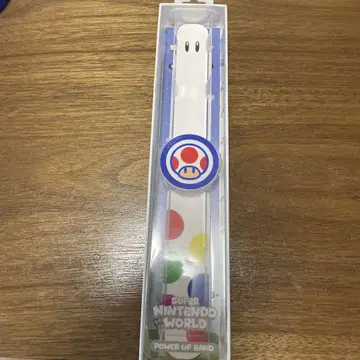 SUPER
NINTENDO
WORLD
POWER UP BAND